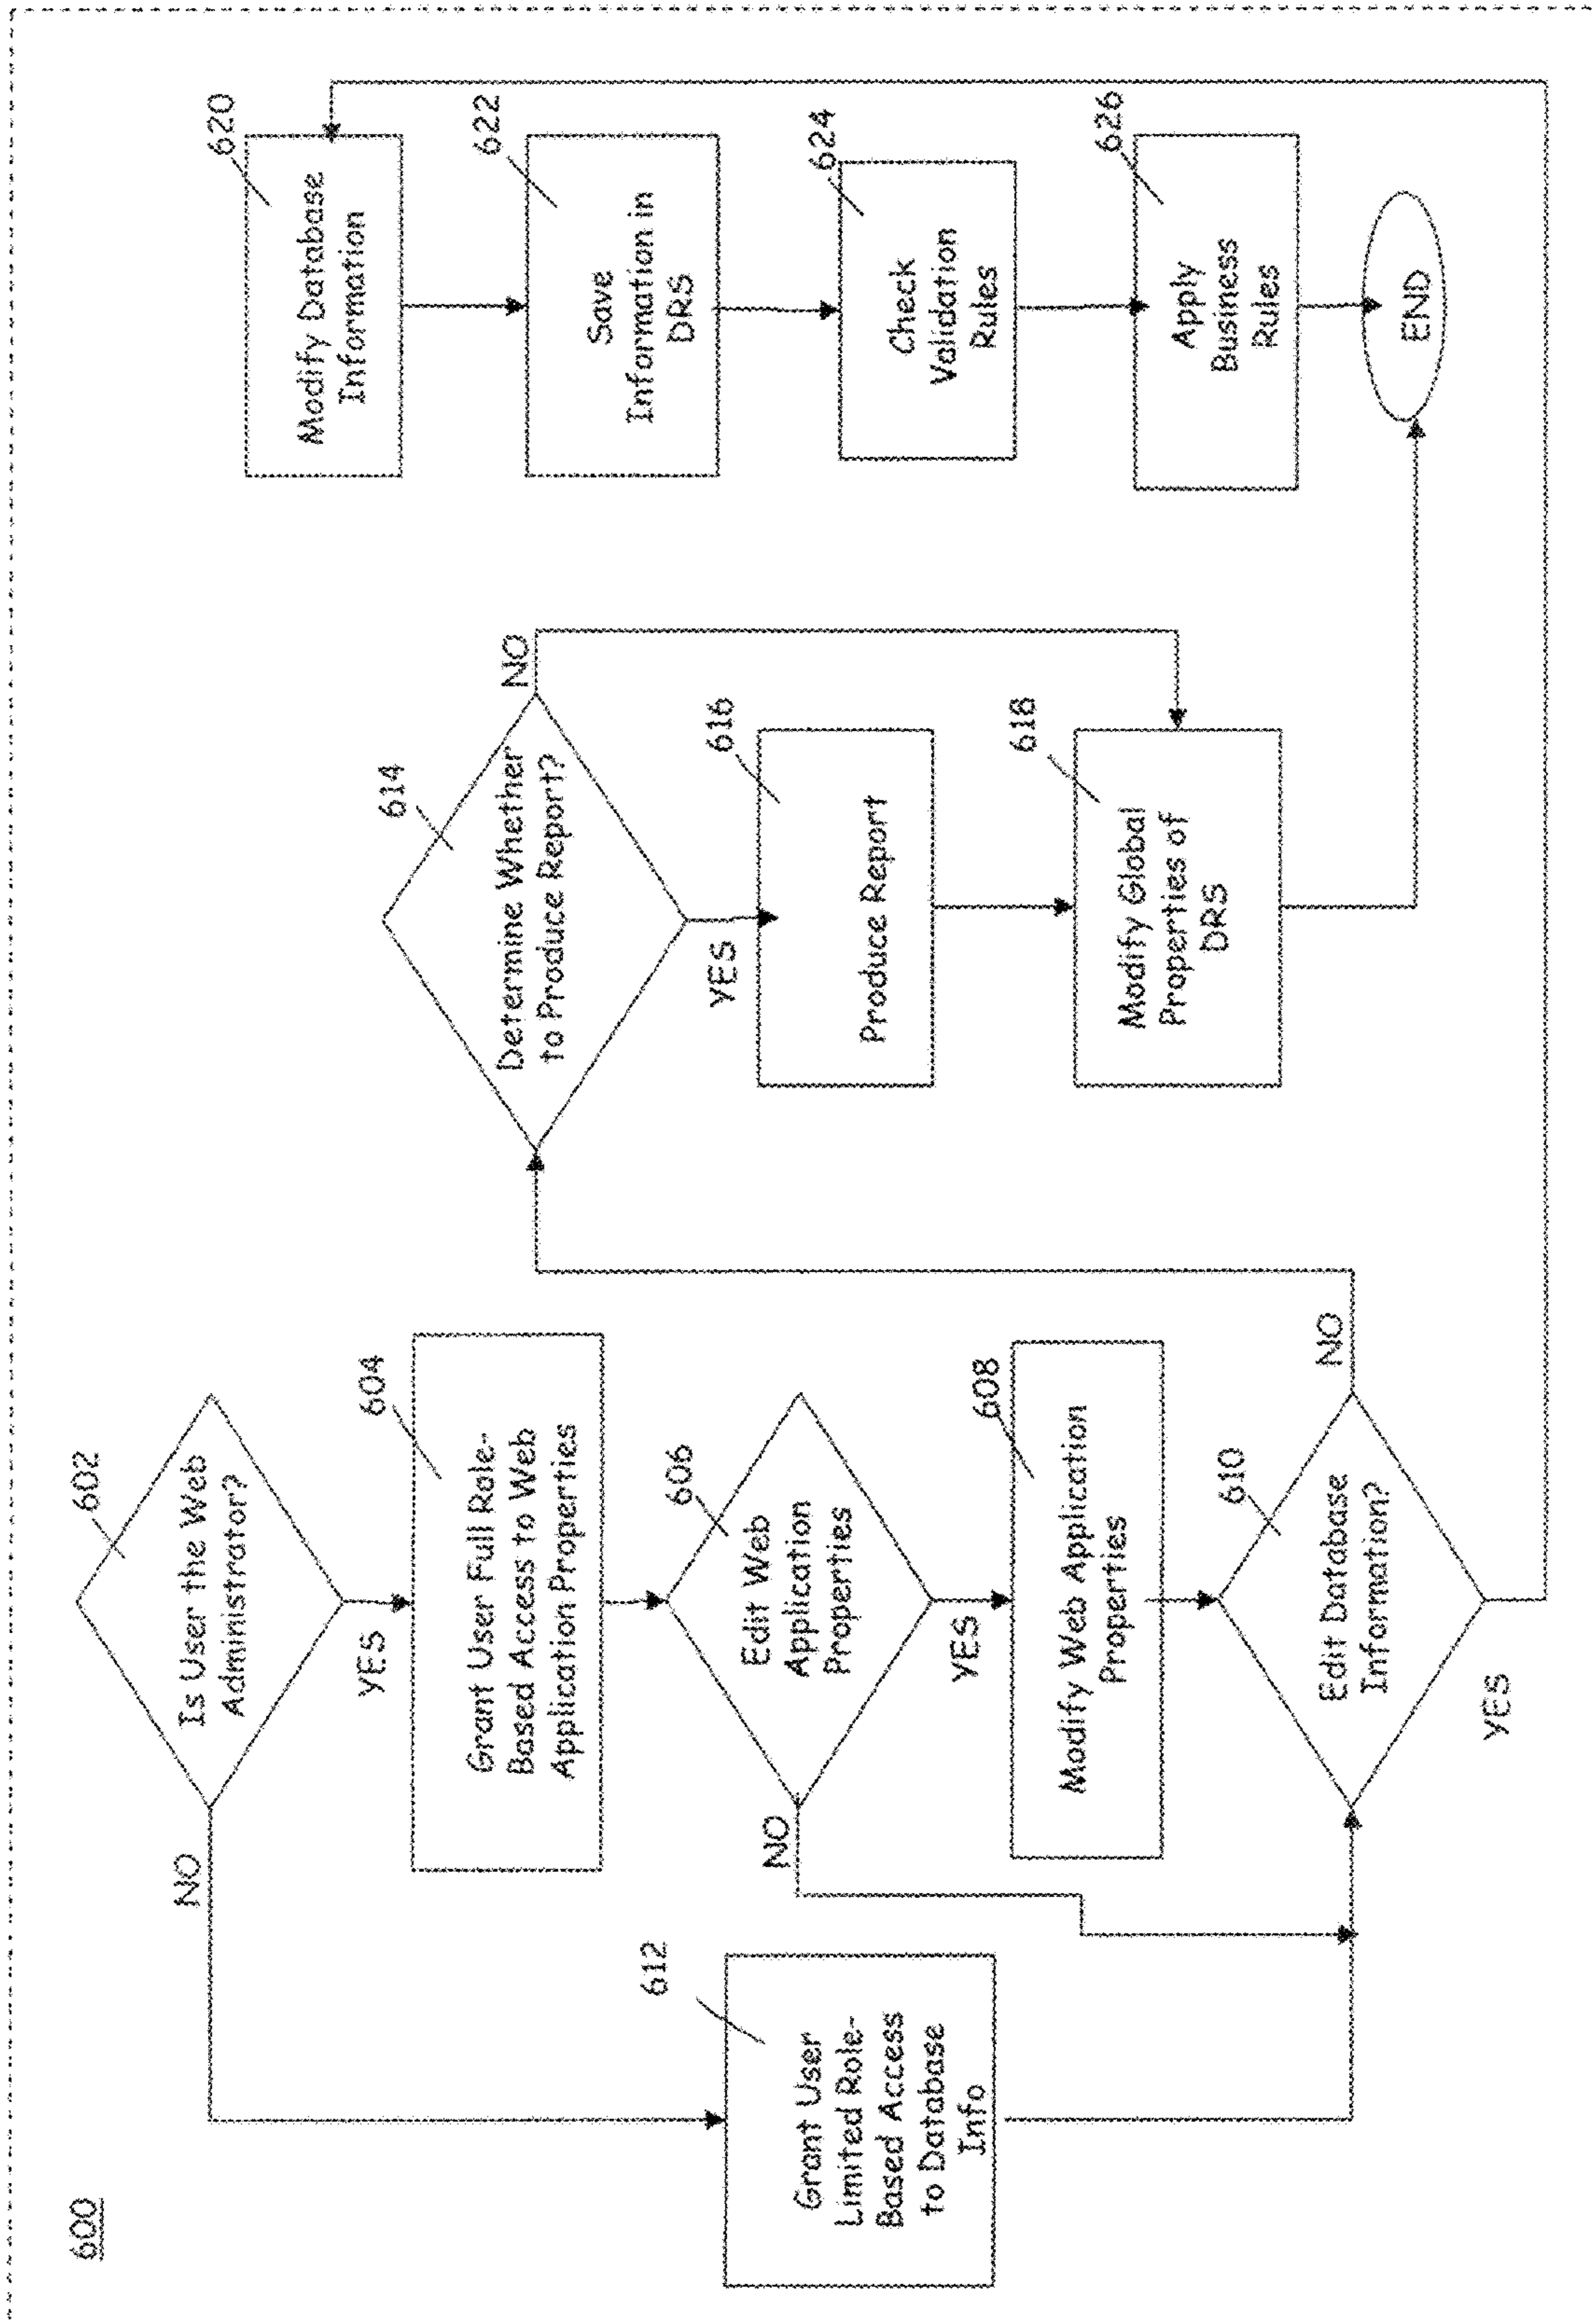 600
602
Is User the Web
Administrator?
NO
YES
604
Grant User Full Role-
Based Access to Web
Application Properties
606
Edit Web
Application
Properties
NO
YES
608
Modify Web Application
Properties
610
Edit Database
Information?
NO
YES
612
Grant User
Limited Role-
Based Access
to Database
Info
614
Determine Whether
to Produce Report?
NO
YES
616
Produce Report
618
Modify Global
Properties of
DRS
620
Modify Database
Information
622
Save
Information in
DRS
624
Check
Validation
Rules
626
Apply
Business
Rules
END